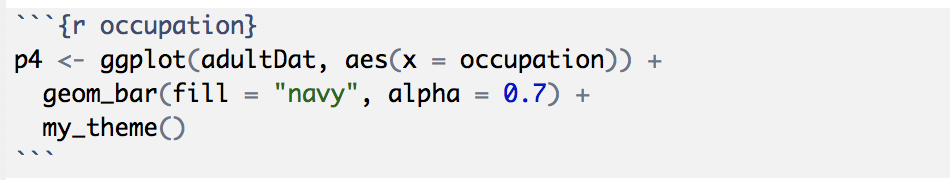 ```{r occupation}
p4 <- ggplot(adultDat, aes(x = occupation)) +
  geom_bar(fill = "navy", alpha = 0.7) +
  my_theme()
```